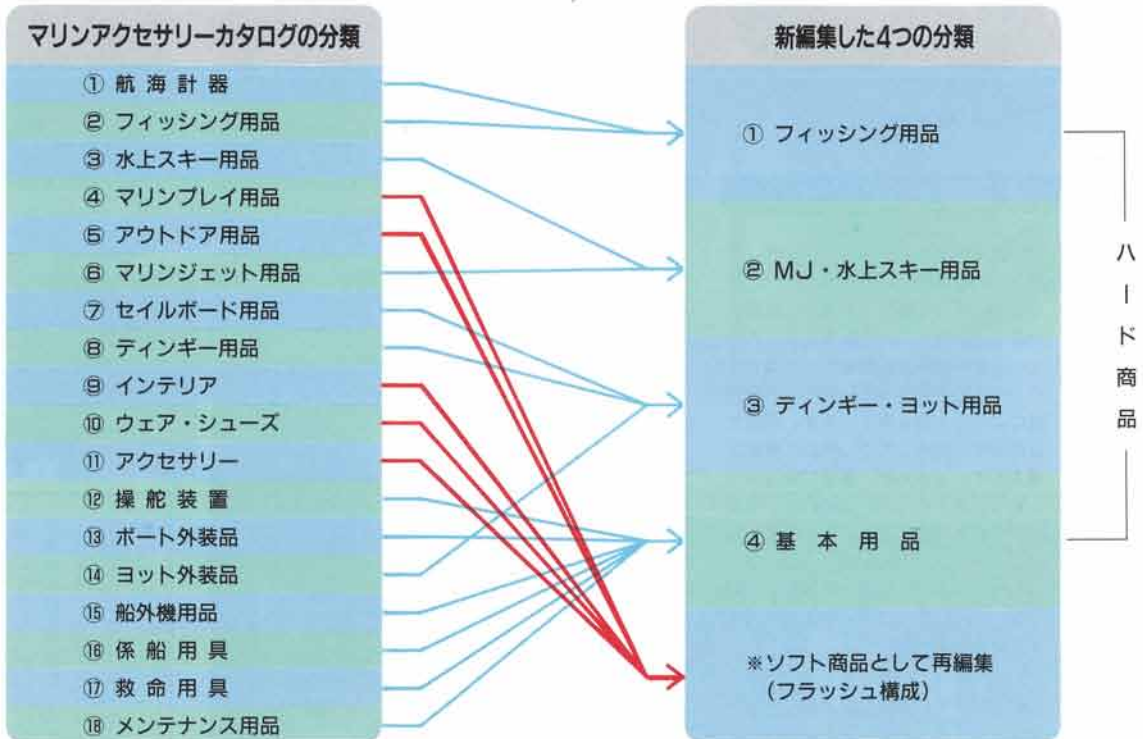 マリンアクセサリーカタログの分類
① 航海計器
② フィッシング用品
③ 水上スキー用品
④ マリンプレイ用品
⑤ アウトドア用品
⑥ マリンジェット用品
⑦ セイルボード用品
⑧ ディンギー用品
⑨ インテリア
⑩ ウェア・シューズ
⑪ アクセサリー
⑫ 操舵装置
⑬ ボート外装品
⑭ ヨット外装品
⑮ 船外機用品
⑯ 係船用具
⑰ 救命用具
⑱ メンテナンス用品
新編集した4つの分類
① フィッシング用品
② MJ・水上スキー用品
③ ディンギー・ヨット用品
④ 基本用品
※ソフト商品として再編集
(フラッシュ構成)
ハード商品